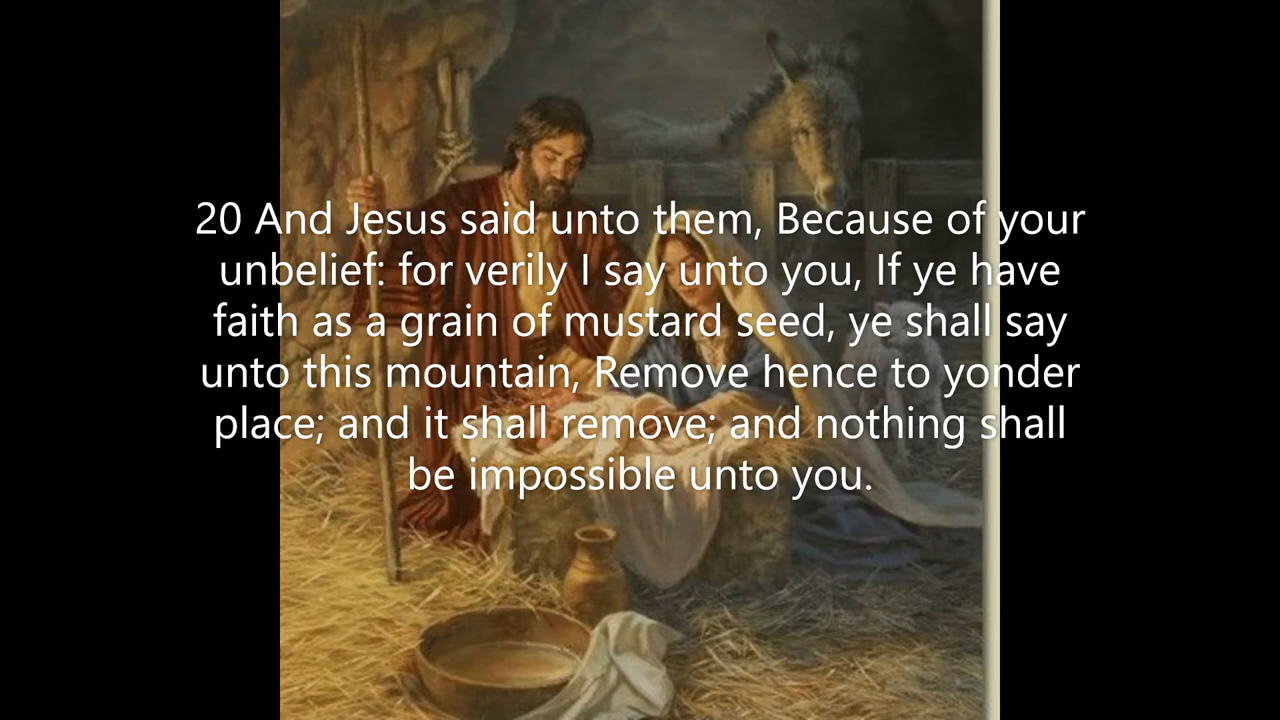 20 And Jesus said unto them, Because of your
unbelief: for verily I say unto you, If ye have
faith as a grain of mustard seed, ye shall say
unto this mountain, Remove hence to yonder
place; and it shall remove; and nothing shall
be impossible unto you.